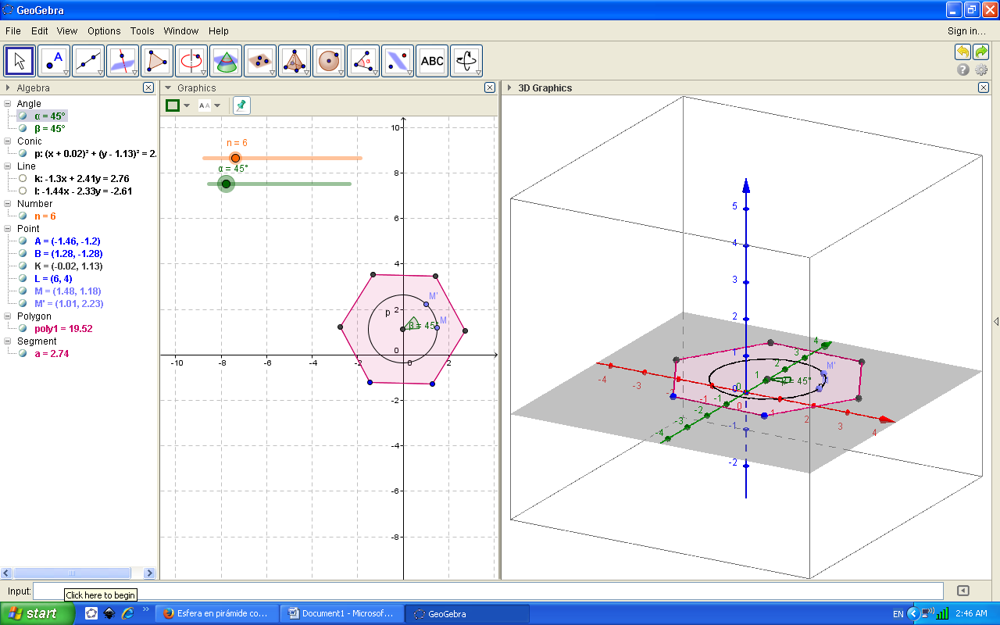 GeoGebra
File Edit View Options Tools Window Help
Sign in...
ABC
Algebra
Angle
α = 45°
β = 45°
Conic
p: (x + 0.02)² + (y - 1.13)² = 2.
Line
k: -1.3x + 2.41y = 2.76
l: -1.44x - 2.33y = -2.61
Number
n = 6
Point
A = (-1.46, -1.2)
B = (1.28, -1.28)
K = (-0.02, 1.13)
L = (6, 4)
M = (1.48, 1.18)
M' = (1.01, 2.23)
Polygon
poly1 = 19.52
Segment
a = 2.74
Graphics
AA
n = 6
α = 45°
10
8
6
4
2
0
-2
-4
-6
-8
-10
-8
-6
-4
-2
0
2
p
M'
M
β = 45°
3D Graphics
5
4
3
2
1
0
-1
-2
-4
-3
-2
-1
0
1
2
3
4
-4
-3
-2
-1
0
1
2
3
4
M'
β = 45°
Input:
Click here to begin
start
Esfera en pirámide co...
Document1 - Microsof...
GeoGebra
EN
2:46 AM